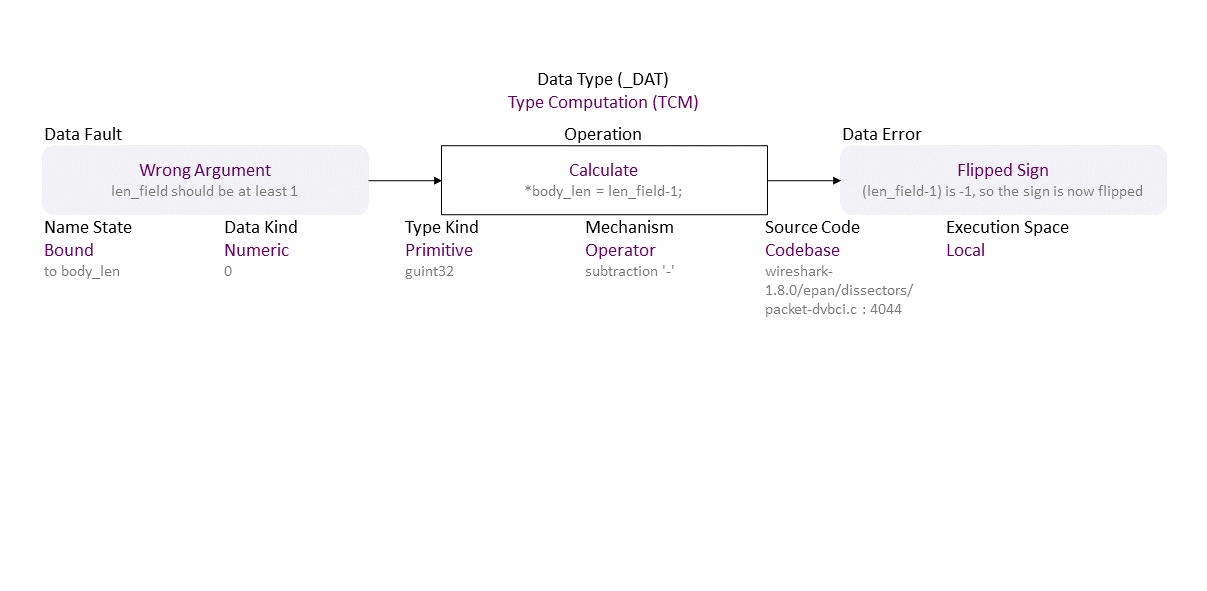 Data Type (_DAT)
Type Computation (TCM)
Data Fault
Operation
Data Error
Wrong Argument
len_field should be at least 1
Calculate
*body_len = len_field-1;
Flipped Sign
(len_field-1) is -1, so the sign is now flipped
Name State
Bound
to body_len
Data Kind
Numeric
0
Type Kind
Primitive
guint32
Mechanism
Operator
subtraction '-'
Source Code
Codebase
wireshark-
1.8.0/epan/dissectors/
packet-dvbci.c : 4044
Execution Space
Local